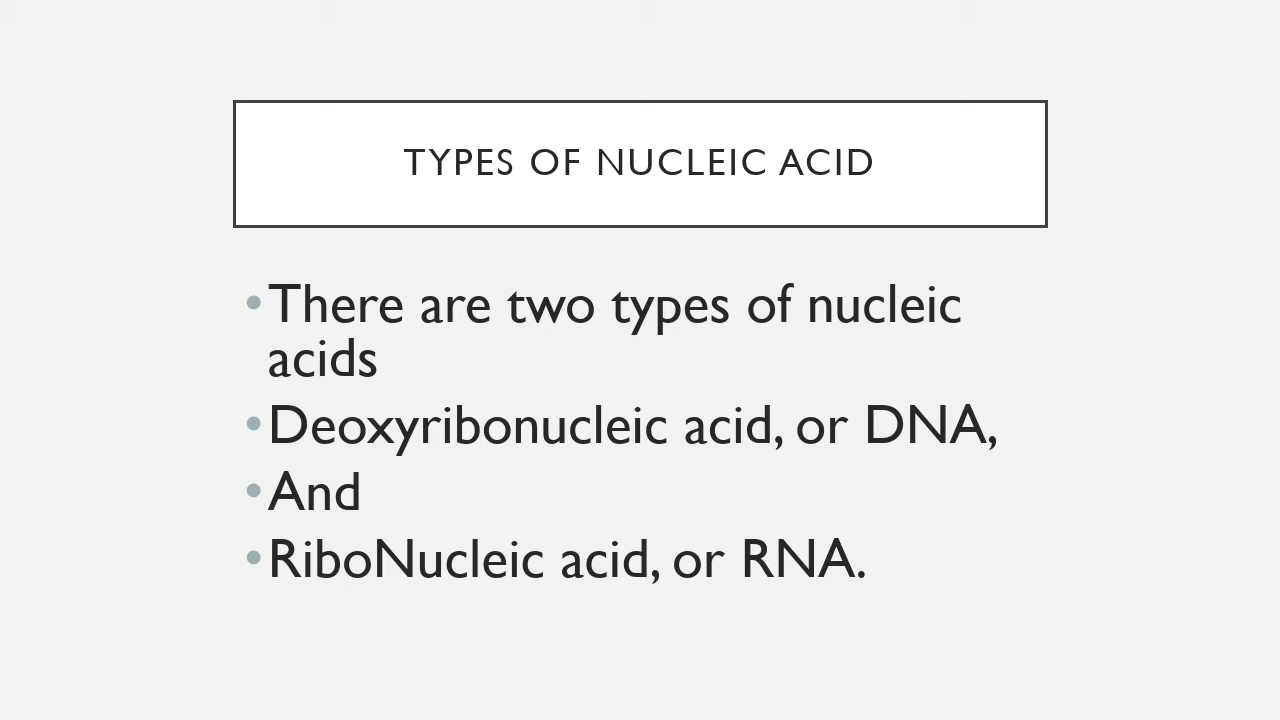 TYPES OF NUCLEIC ACID
•There are two types of nucleic
acids
•Deoxyribonucleic acid, or DNA,
•And
•RiboNucleic acid, or RNA.